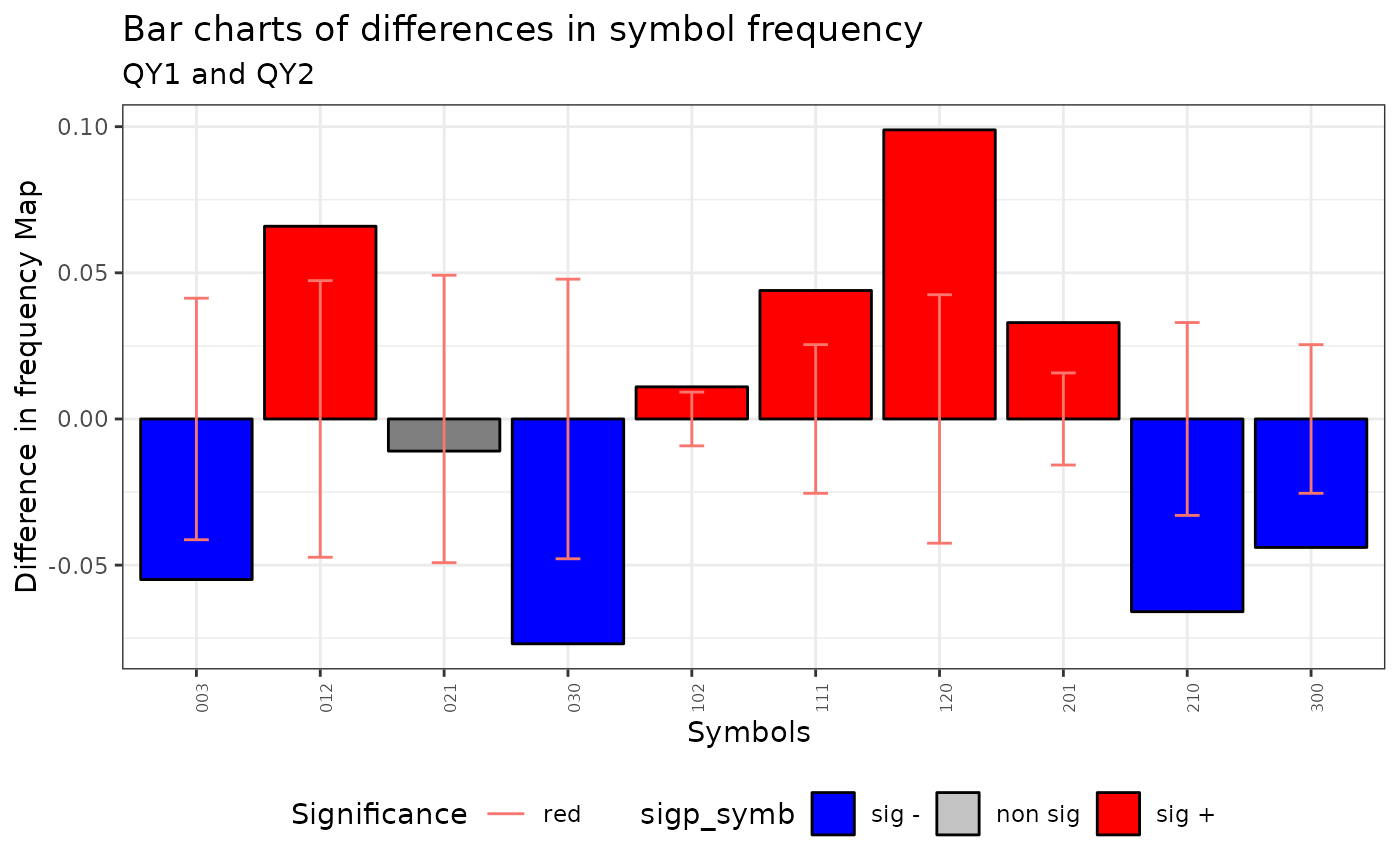 Bar charts of differences in symbol frequency
QY1 and QY2
Difference in frequency Map
0.10
0.05
0.00
-0.05
003 012 021 030 102 111 120 201 210 300
Symbols
Significance red sigp_symb sig - non sig sig +